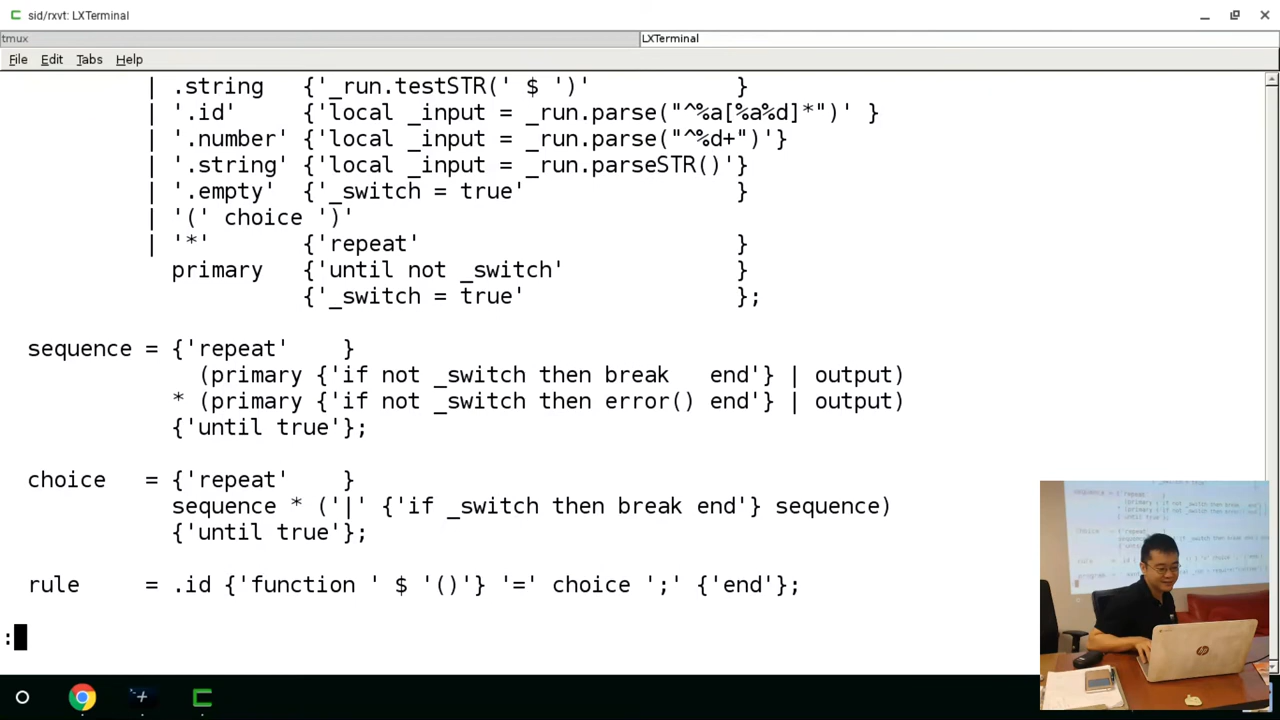 sid/rxvt: LXTerminal
tmux
LXTerminal
File Edit Tabs Help
| .string {'_run.testSTR(' $ ')' }
| '.id' {'local _input = _run.parse("^%a[%a%d]*")' }
| '.number' {'local _input = _run.parse("^%d+")'}
| '.string' {'local _input = _run.parseSTR()'}
| '.empty' {'_switch = true' }
| '(' choice ')'
| '*' {'repeat' }
primary {'until not _switch' }
{'_switch = true' };
sequence = {'repeat' }
(primary {'if not _switch then break end'} | output)
* (primary {'if not _switch then error() end'} | output)
{'until true'};
choice = {'repeat' }
sequence * ('|' {'if _switch then break end'} sequence)
{'until true'};
rule = .id {'function ' $ '()'} '=' choice ';' {'end'};
: